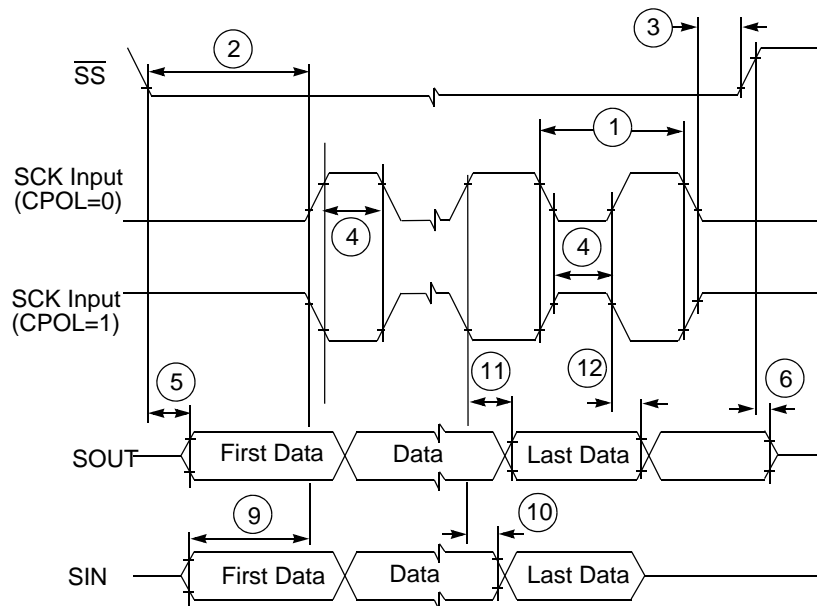 3
2
SS
1
SCK Input
(CPOL=0)
4
4
SCK Input
(CPOL=1)
5
11
12
6
SOUT
First Data
Data
Last Data
9
10
SIN
First Data
Data
Last Data